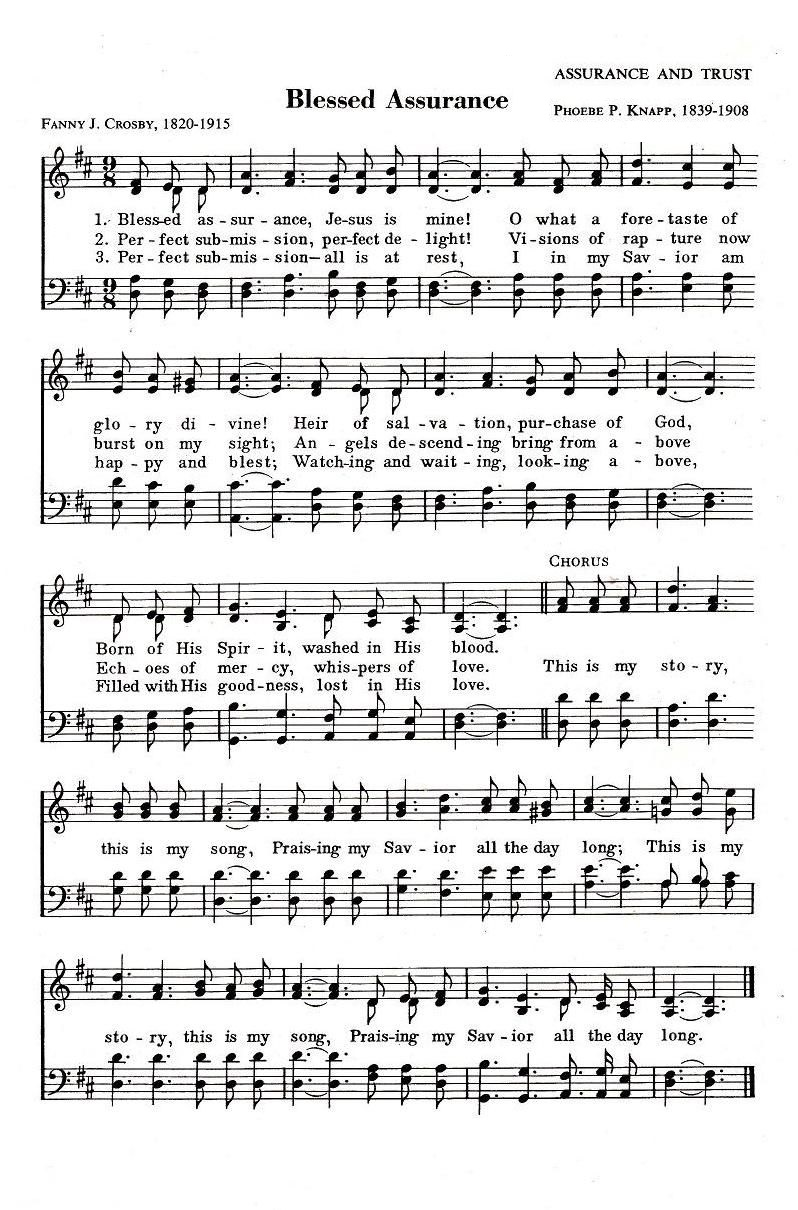 ASSURANCE AND TRUST
Blessed Assurance
FANNY J. CROSBY, 1820-1915
PHOEBE P. KNAPP, 1839-1908
9 8
1. Bless-ed as-sur-ance, Je-sus is mine! O what a fore-taste of
2. Per-fect sub-mis-sion, per-fect de-light! Vi-sions of rap-ture now
3. Per-fect sub-mis-sion—all is at rest, I in my Sav-ior am
9 8
glo-ry di-vine! Heir of sal-va-tion, pur-chase of God,
burst on my sight; An-gels de-scend-ing bring from a-bove
hap-py and blest; Watch-ing and wait-ing, look-ing a-bove,
CHORUS
Born of His Spir-it, washed in His blood.
Ech-oes of mer-cy, whis-pers of love. This is my sto-ry,
Filled with His good-ness, lost in His love.
this is my song, Prais-ing my Sav-ior all the day long; This is my
sto-ry, this is my song, Prais-ing my Sav-ior all the day long.